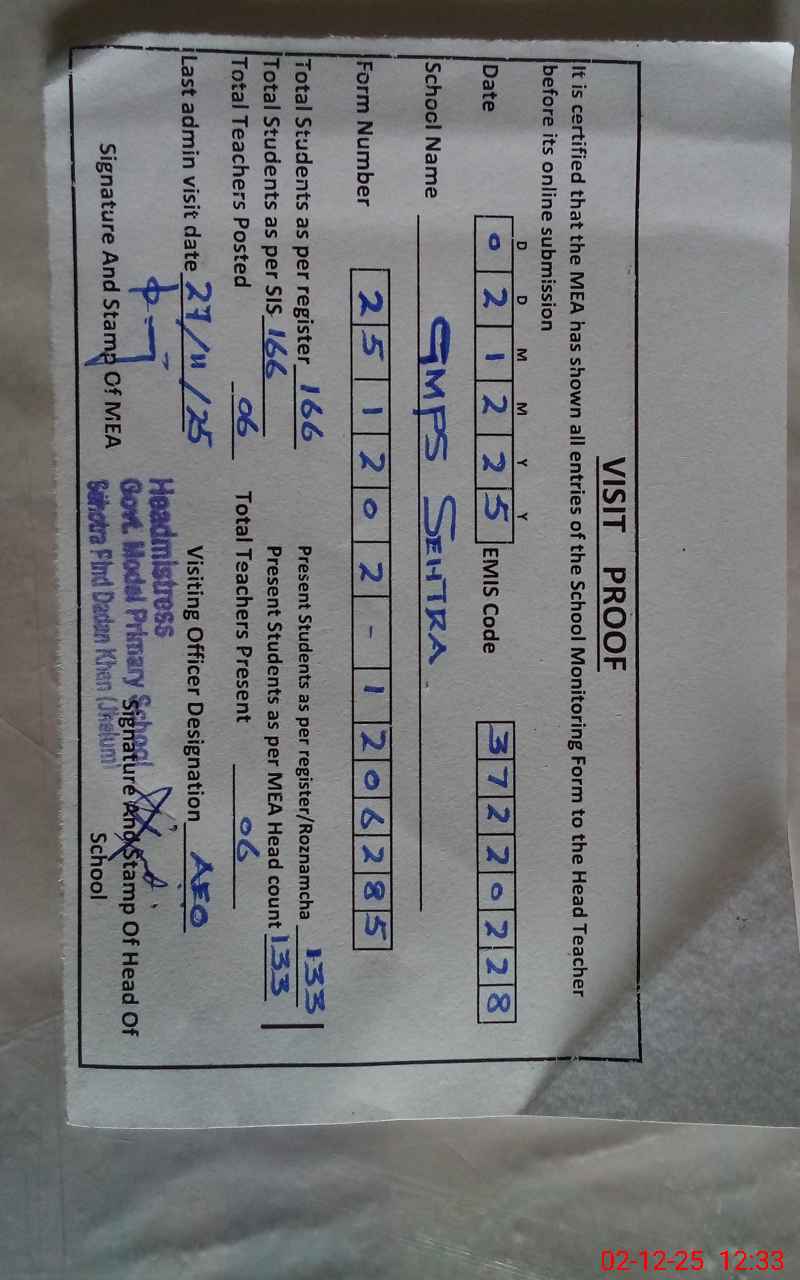 VISIT PROOF
It is certified that the MEA has shown all entries of the School Monitoring Form to the Head Teacher
before its online submission
D D M M Y Y
Date 0 2 1 2 2 5 EMIS Code 3 7 2 2 0 2 2 8
School Name GMPS SEHTRA
Form Number 2 5 1 2 0 2 - 1 2 0 6 2 8 5
Total Students as per register 166 Present Students as per register/Roznamcha 133
Total Students as per SIS 166 Present Students as per MEA Head count 133
Total Teachers Posted 06 Total Teachers Present 06
Last admin visit date 27/11/25 Visiting Officer Designation AEO
Headmistress
Govt. Model Primary School
Sehotra Pind Dadan Khan (Jhelum)
Signature And Stamp Of MEA Signature And Stamp Of Head Of
School
02-12-25 12:33